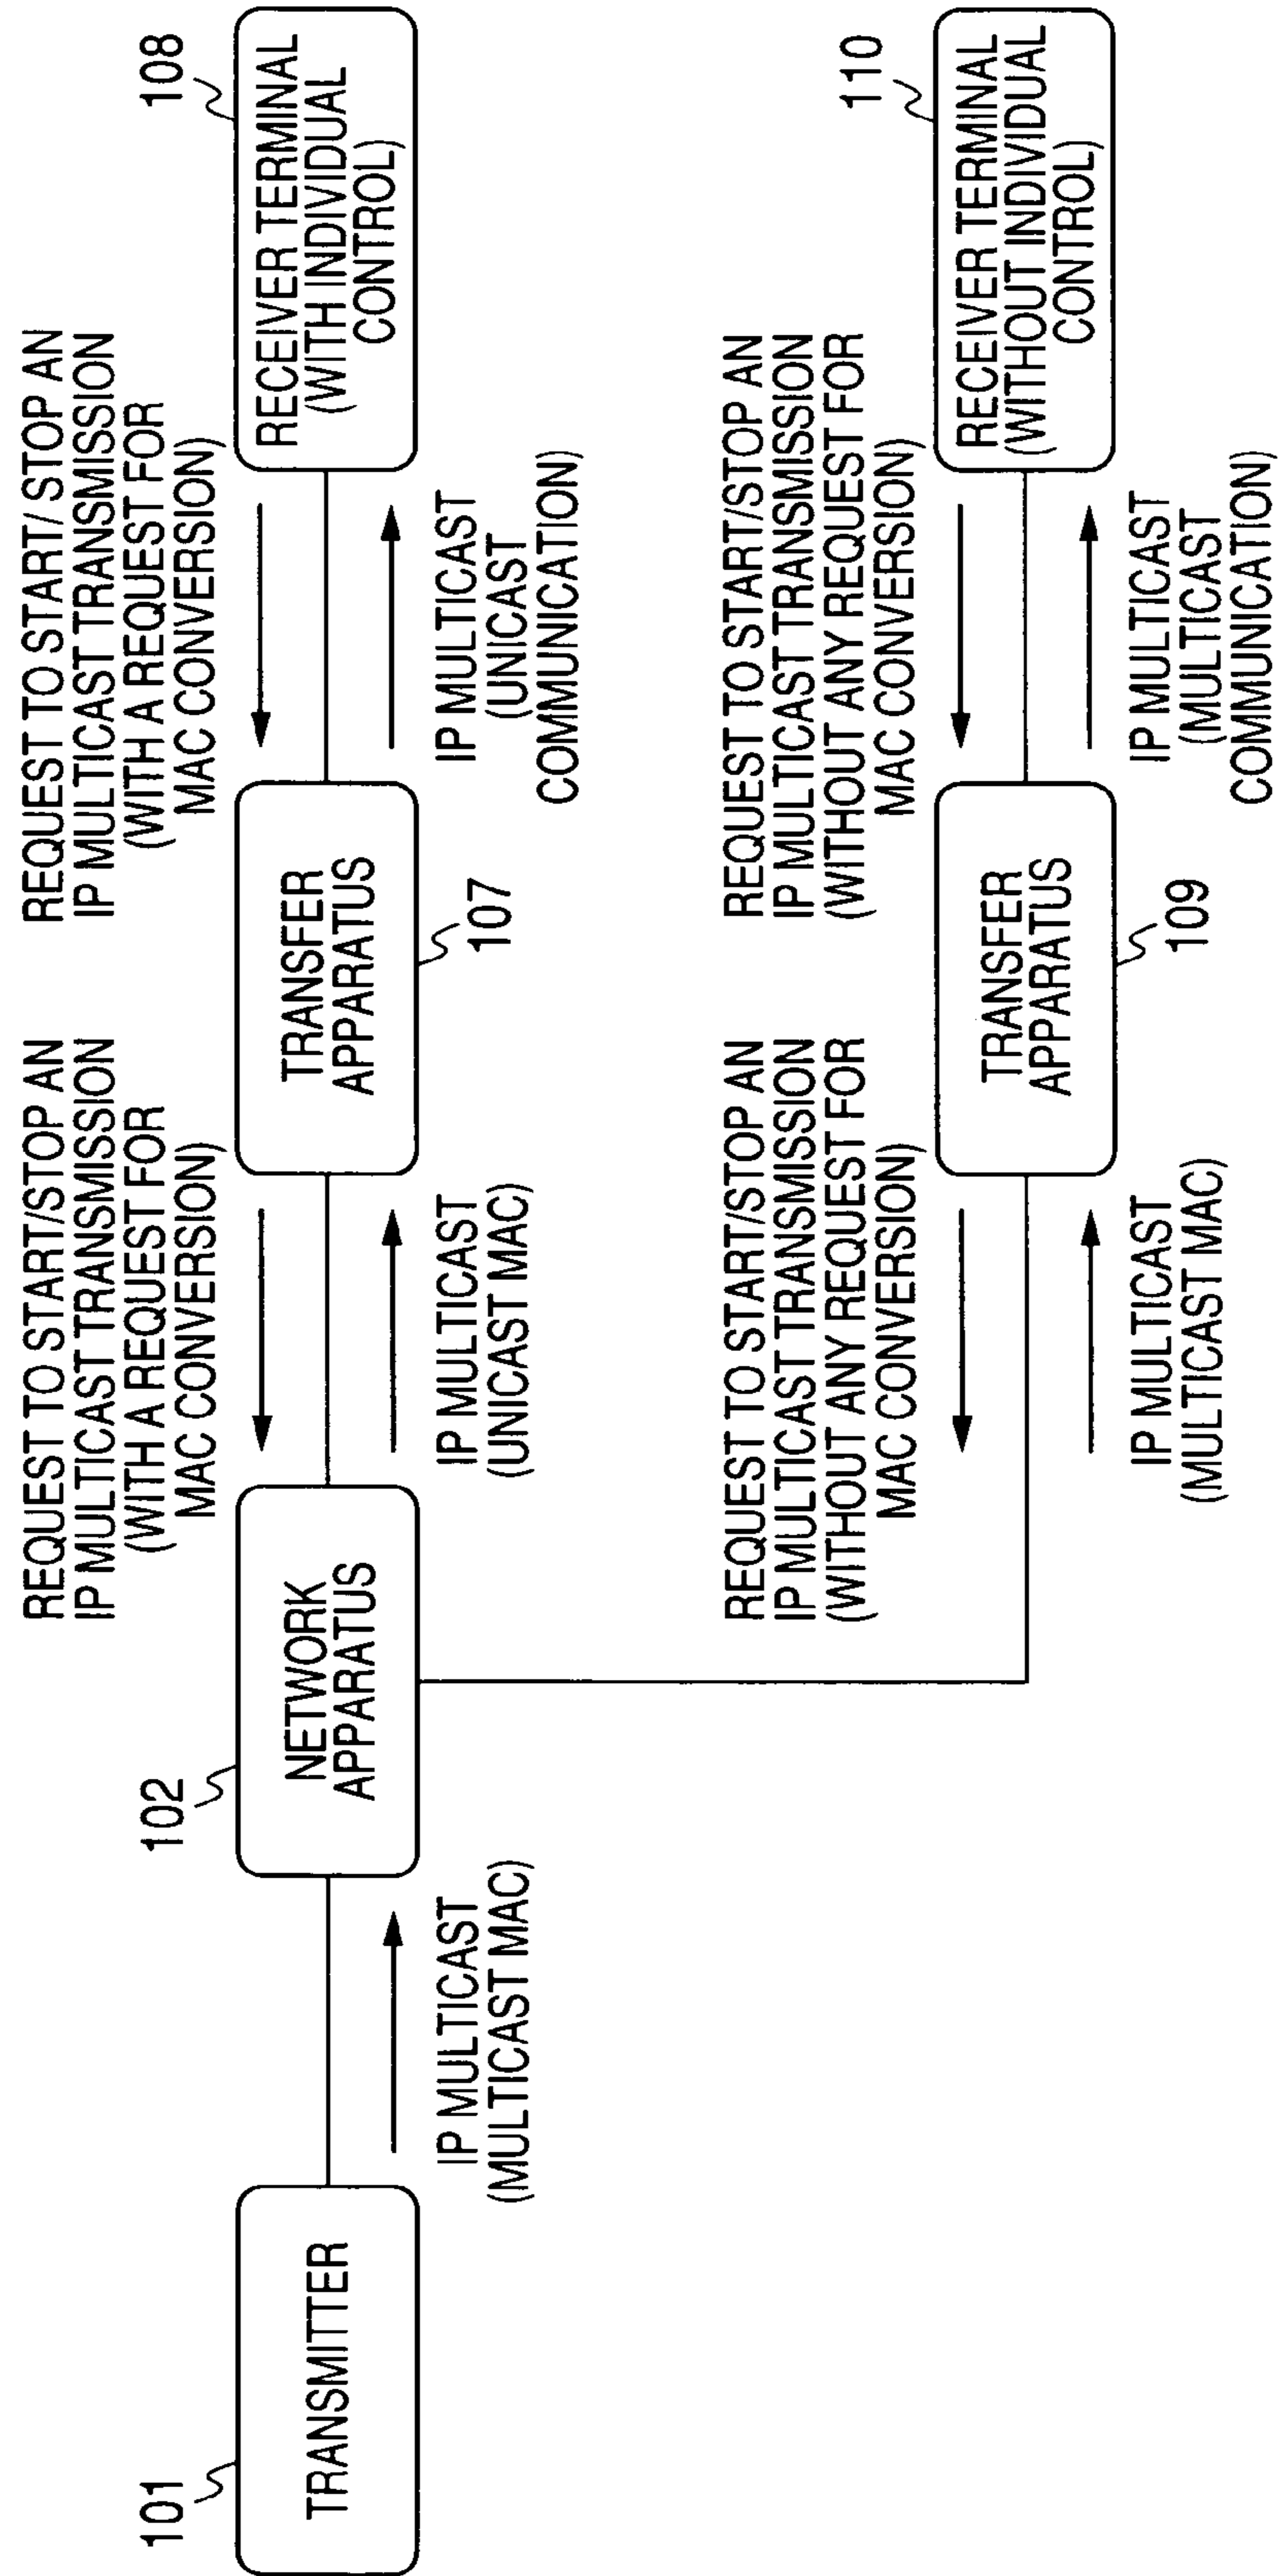 101
TRANSMITTER
IP MULTICAST
(MULTICAST MAC)
102
NETWORK
APPARATUS
REQUEST TO START/STOP AN
IP MULTICAST TRANSMISSION
(WITH A REQUEST FOR
MAC CONVERSION)
IP MULTICAST
(UNICAST MAC)
TRANSFER
APPARATUS
107
REQUEST TO START/ STOP AN
IP MULTICAST TRANSMISSION
(WITH A REQUEST FOR
MAC CONVERSION)
IP MULTICAST
(UNICAST
COMMUNICATION)
108
RECEIVER TERMINAL
(WITH INDIVIDUAL
CONTROL)
REQUEST TO START/STOP AN
IP MULTICAST TRANSMISSION
(WITHOUT ANY REQUEST FOR
MAC CONVERSION)
IP MULTICAST
(MULTICAST MAC)
TRANSFER
APPARATUS
109
REQUEST TO START/STOP AN
IP MULTICAST TRANSMISSION
(WITHOUT ANY REQUEST FOR
MAC CONVERSION)
IP MULTICAST
(MULTICAST
COMMUNICATION)
110
RECEIVER TERMINAL
(WITHOUT INDIVIDUAL
CONTROL)